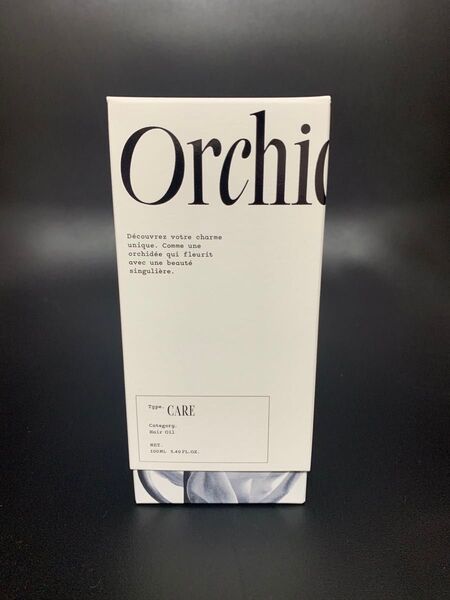 Orchid
Découvrez votre charme
unique. Comme une
orchidée qui fleurit
avec une beauté
singulière.
Type. CARE
Category.
Hair Oil
NET.
100ML 3.40 FL.OZ.